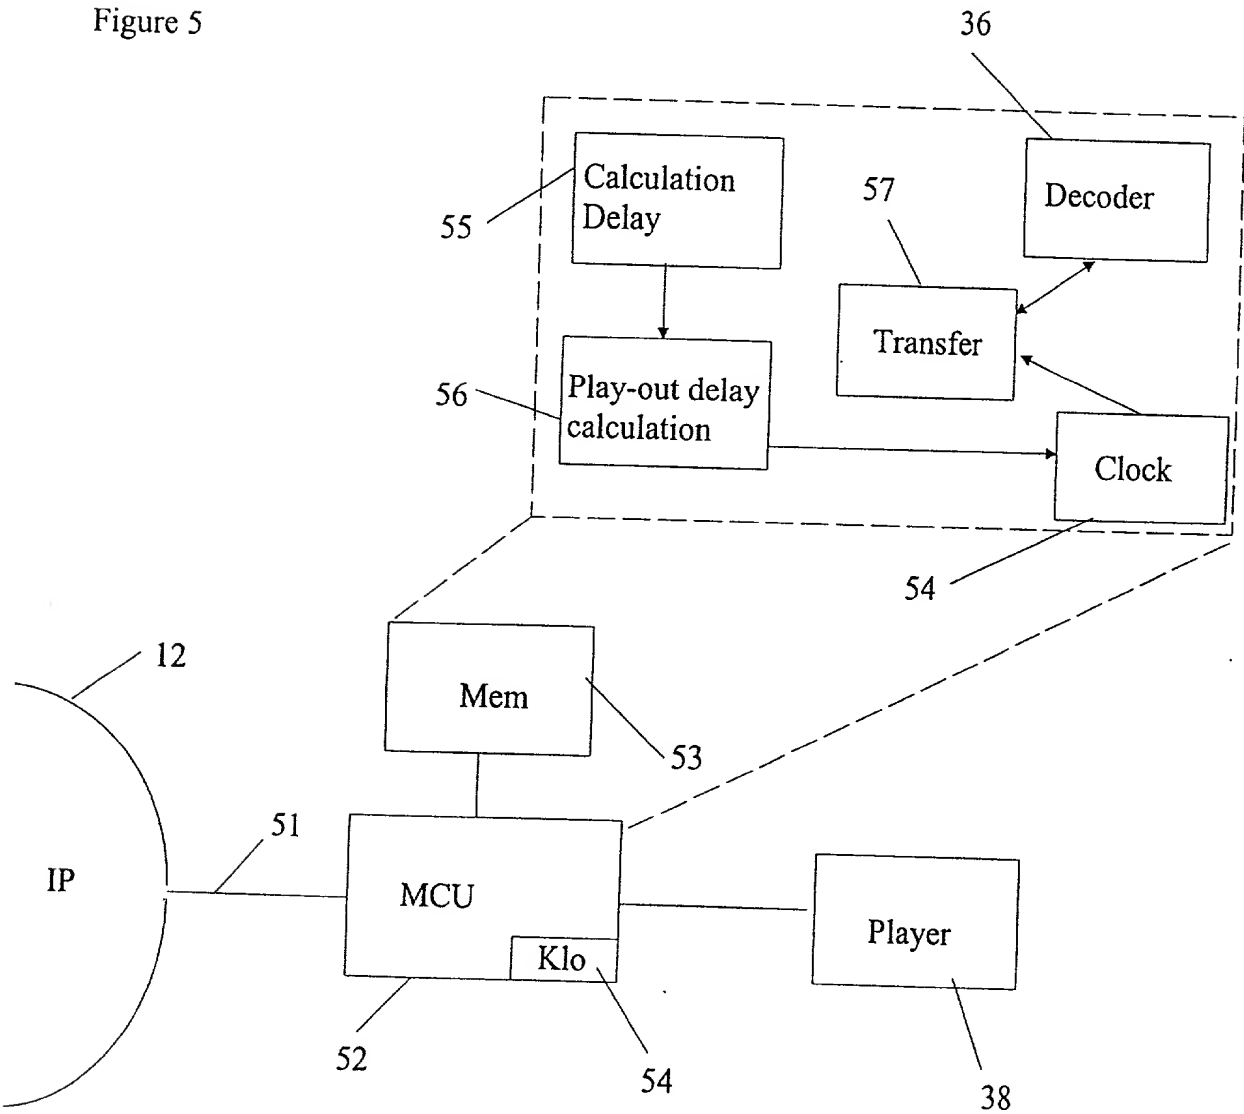 Figure 5
36
Calculation
Delay
55
57
Decoder
Transfer
56
Play-out delay
calculation
Clock
54
12
Mem
53
51
IP
MCU
Klo
Player
52
54
38